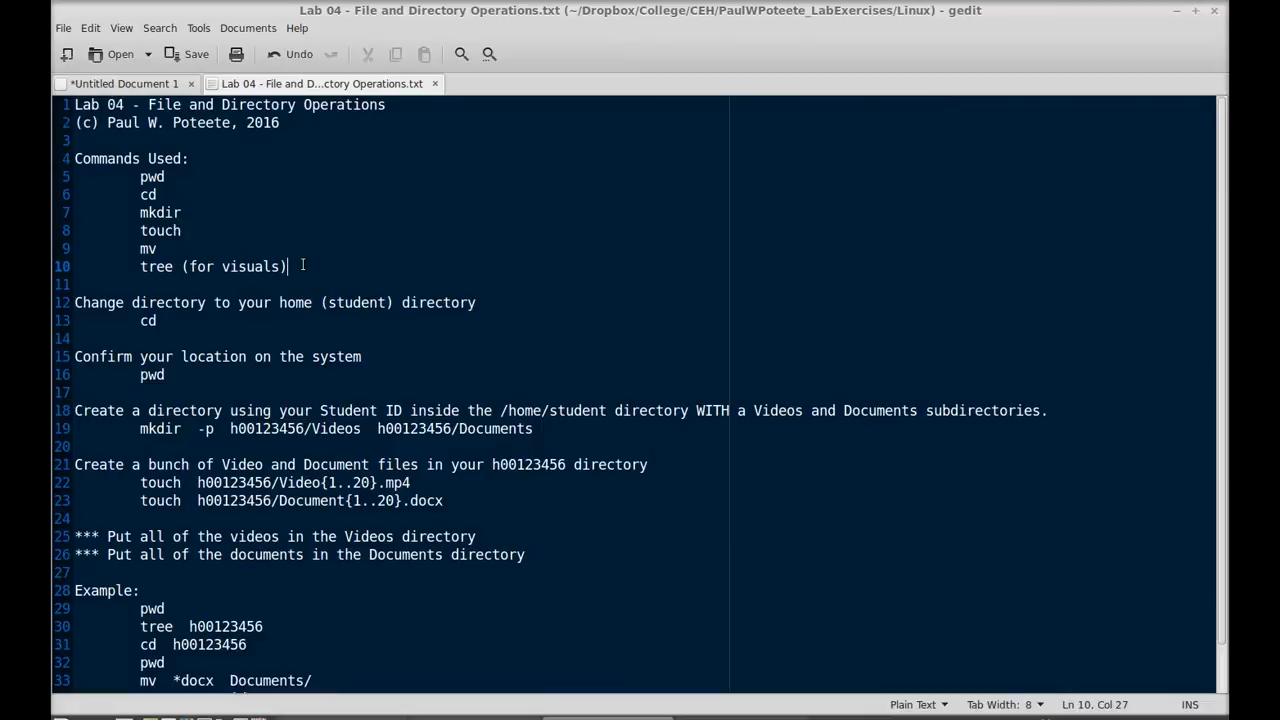 Lab 04 - File and Directory Operations.txt (~/Dropbox/College/CEH/PaulWPoteete_LabExercises/Linux) - gedit
File Edit View Search Tools Documents Help
Open Save Undo
*Untitled Document 1 × Lab 04 - File and D...ctory Operations.txt ×
1 Lab 04 - File and Directory Operations
2 (c) Paul W. Poteete, 2016
3
4 Commands Used:
5 pwd
6 cd
7 mkdir
8 touch
9 mv
10 tree (for visuals)
11
12 Change directory to your home (student) directory
13 cd
14
15 Confirm your location on the system
16 pwd
17
18 Create a directory using your Student ID inside the /home/student directory WITH a Videos and Documents subdirectories.
19 mkdir -p h00123456/Videos h00123456/Documents
20
21 Create a bunch of Video and Document files in your h00123456 directory
22 touch h00123456/Video{1..20}.mp4
23 touch h00123456/Document{1..20}.docx
24
25 *** Put all of the videos in the Videos directory
26 *** Put all of the documents in the Documents directory
27
28 Example:
29 pwd
30 tree h00123456
31 cd h00123456
32 pwd
33 mv *docx Documents/
Plain Text Tab Width: 8 Ln 10, Col 27 INS